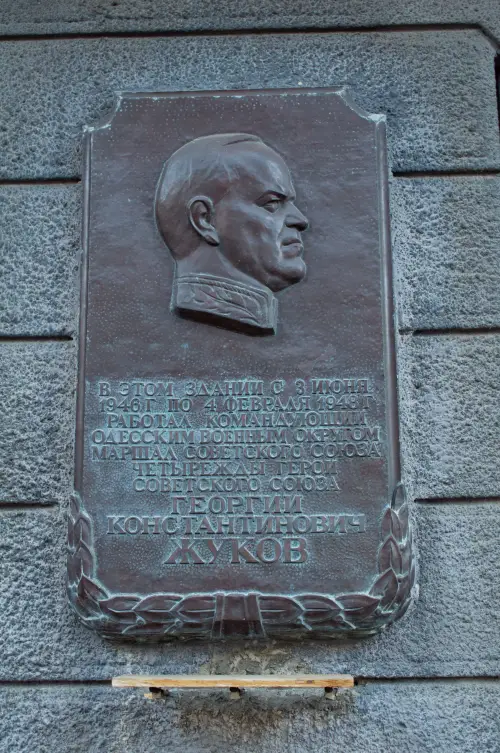 В ЭТОМ ЗДАНИИ С 3 ИЮНЯ
1946 Г. ПО 4 ФЕВРАЛЯ 1948 Г.
РАБОТАЛ КОМАНДУЮЩИЙ
ОДЕССКИМ ВОЕННЫМ ОКРУГОМ
МАРШАЛ СОВЕТСКОГО СОЮЗА
ЧЕТЫРЕЖДЫ ГЕРОЙ
СОВЕТСКОГО СОЮЗА
ГЕОРГИЙ
КОНСТАНТИНОВИЧ
ЖУКОВ